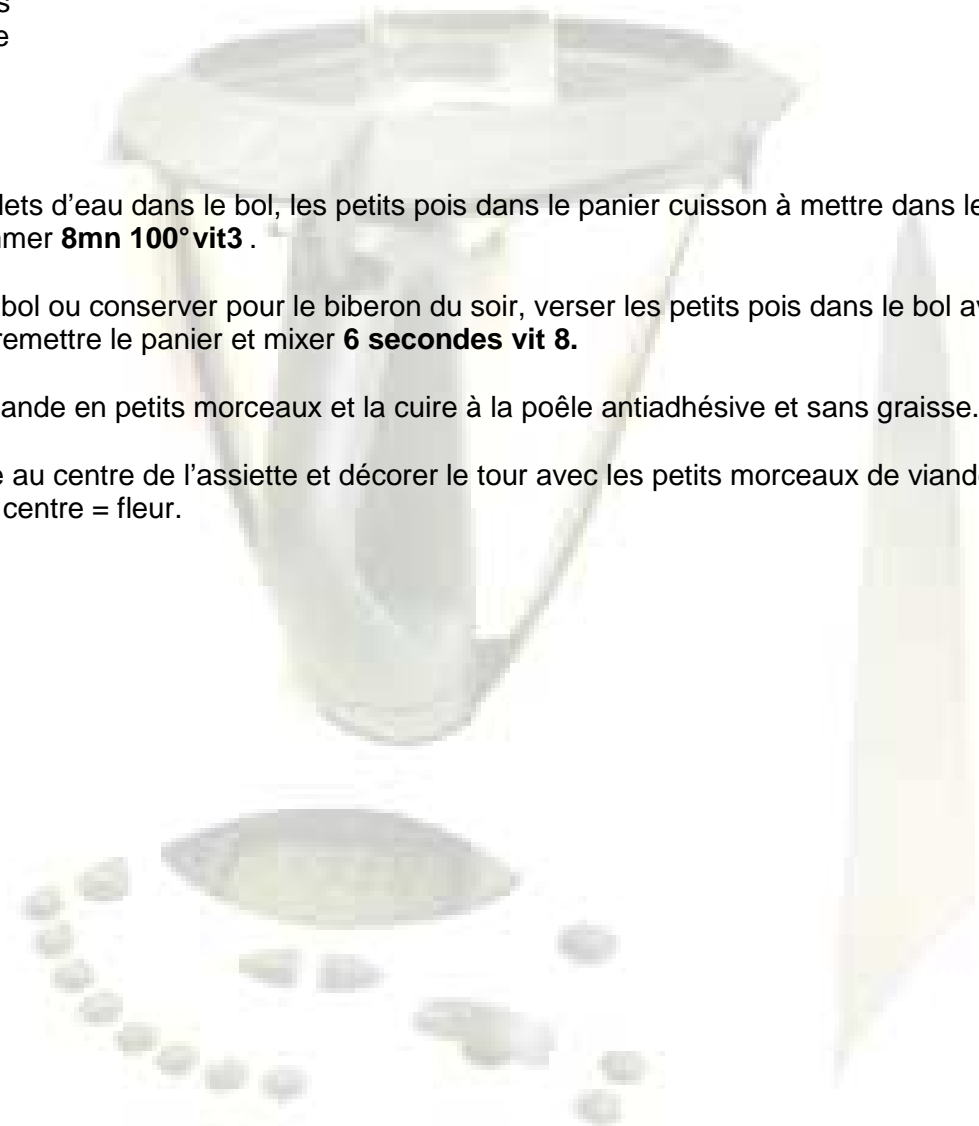 s
e
lets d'eau dans le bol, les petits pois dans le panier cuisson à mettre dans le
mer 8mn 100° vit3 .
bol ou conserver pour le biberon du soir, verser les petits pois dans le bol a
remettre le panier et mixer 6 secondes vit 8.
ande en petits morceaux et la cuire à la poêle antiadhésive et sans graisse.
e au centre de l'assiette et décorer le tour avec les petits morceaux de viand
centre = fleur.